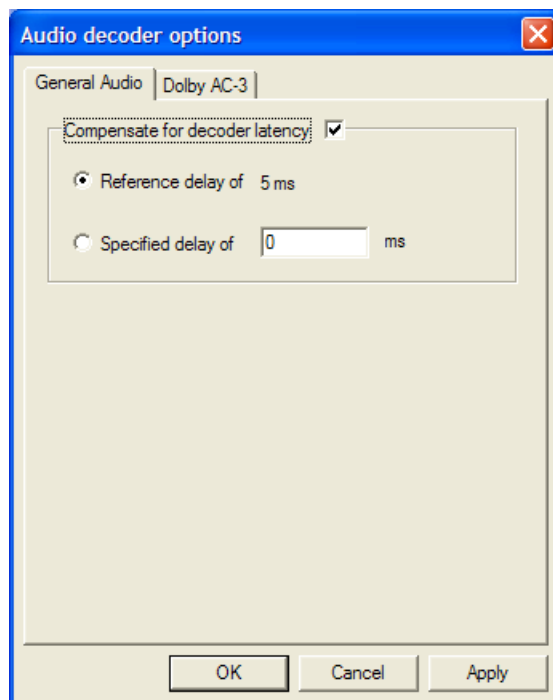 Audio decoder options
General Audio Dolby AC-3
Compensate for decoder latency
Reference delay of 5 ms
Specified delay of 0 ms
OK Cancel Apply